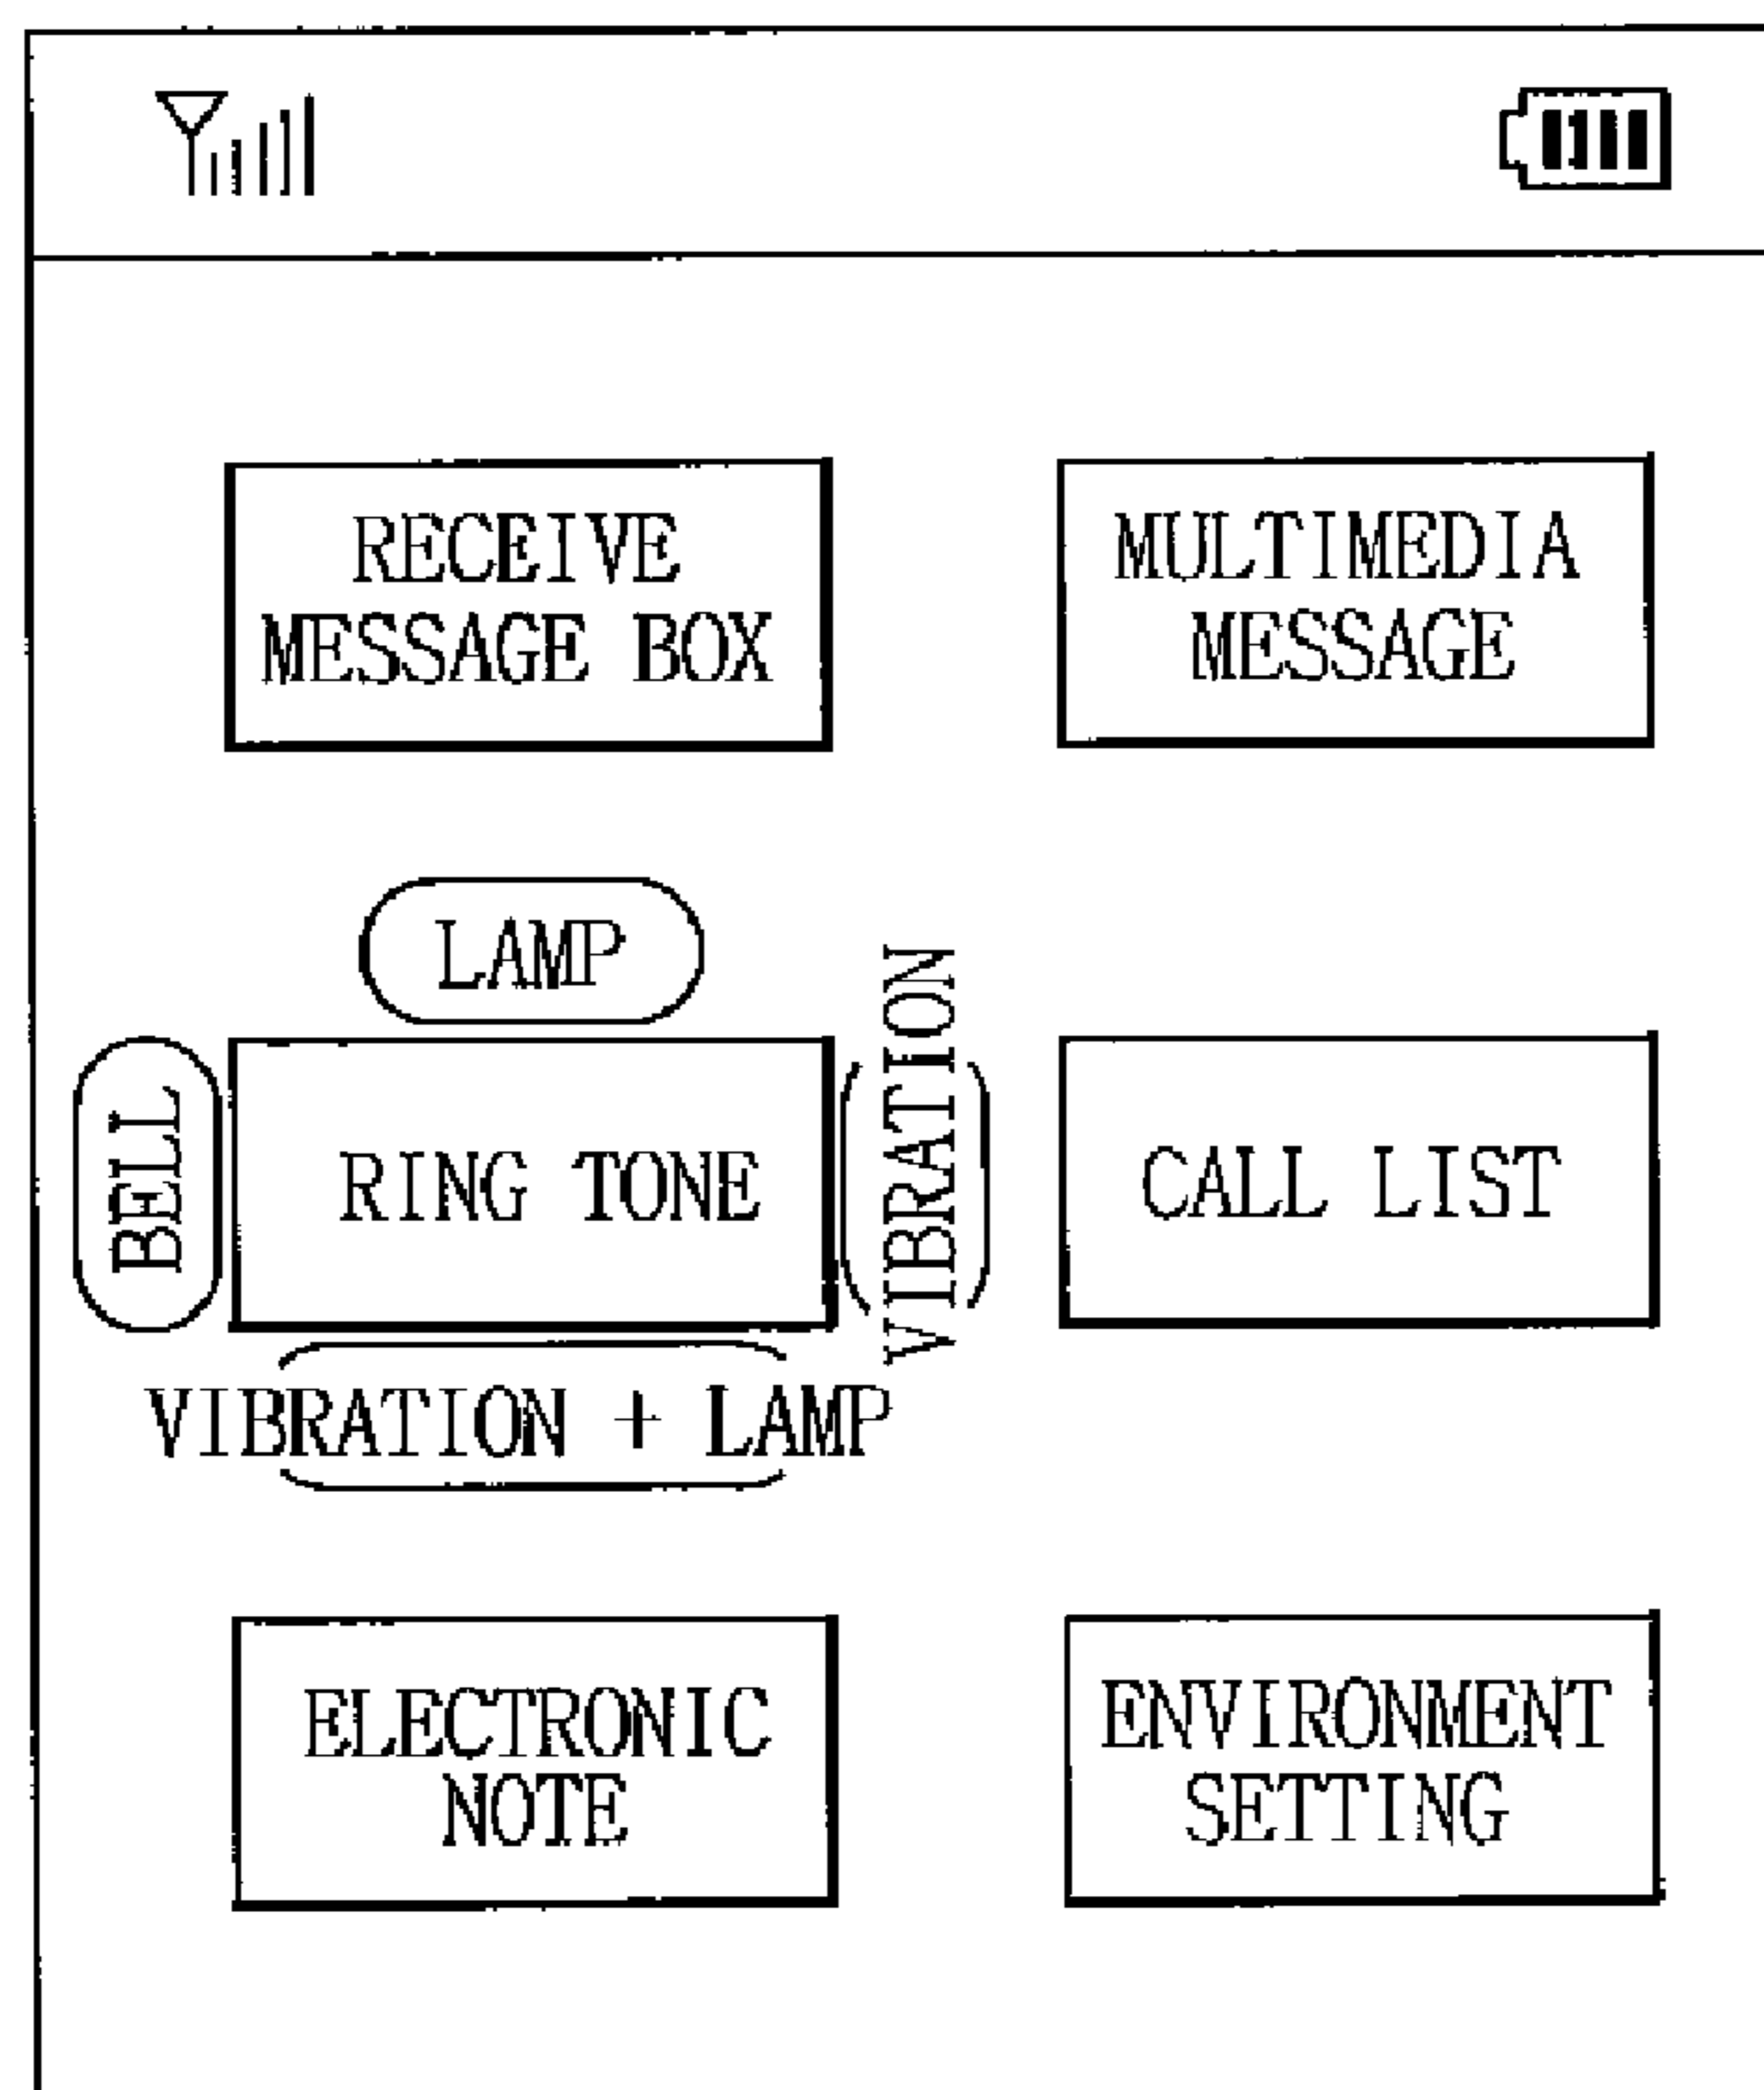 RECEIVE
MESSAGE BOX
MULTIMEDIA
MESSAGE
LAMP
BELL
RING TONE
VIBRATION
CALL LIST
VIBRATION + LAMP
ELECTRONIC
NOTE
ENVIRONMENT
SETTING